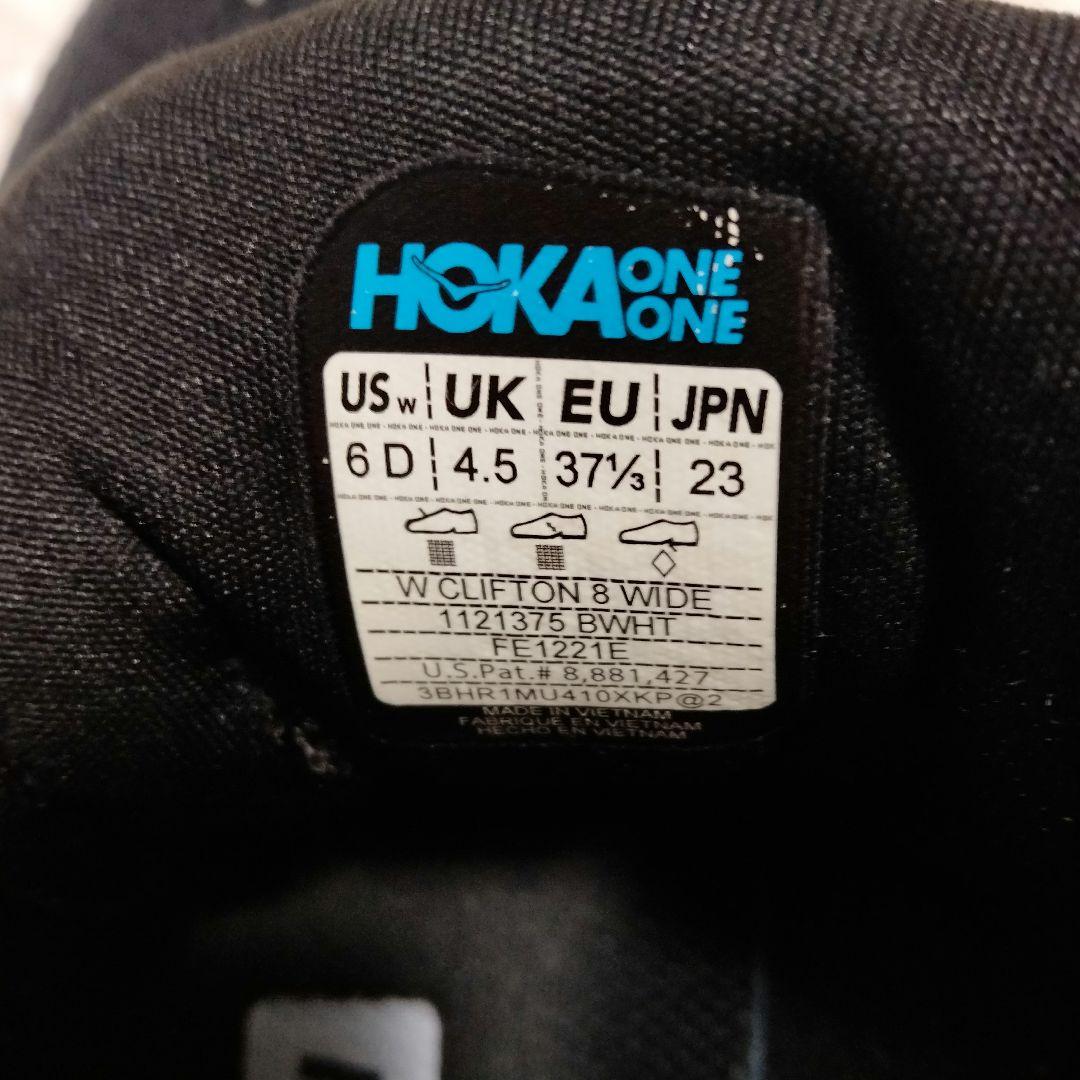 HOKA ONE ONE
US W UK EU JPN
6 D 4.5 37⅓ 23
W CLIFTON 8 WIDE
1121375 BWHT
FE1221E
U.S.Pat.# 8,881,427
3BHR1MU410XKP@2
MADE IN VIETNAM
FABRIQUE EN VIETNAM
HECHO EN VIETNAM